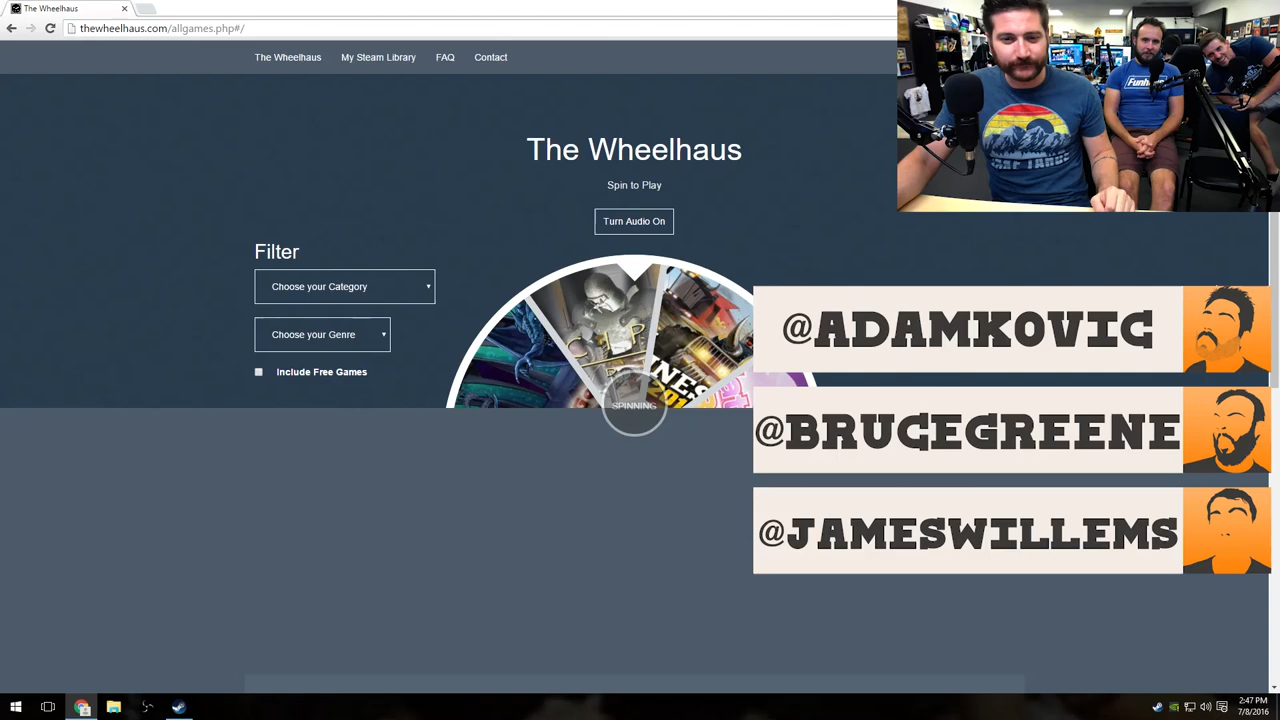 The Wheelhaus
thewheelhaus.com/allgames.php#/
The Wheelhaus
My Steam Library
FAQ
Contact
The Wheelhaus
Spin to Play
Turn Audio On
Filter
Choose your Category
Choose your Genre
Include Free Games
SPINNING
@ADAMKOVIC
@BRUCEGREENE
@JAMESWILLEMS
2:47 PM
7/8/2016